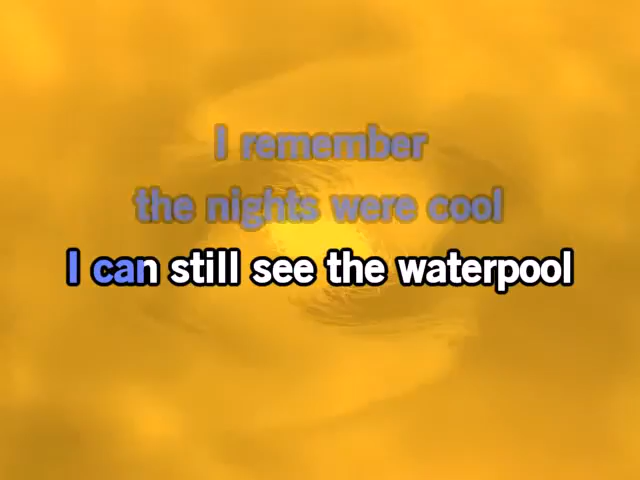 I remember
the nights were cool
I can still see the waterpool